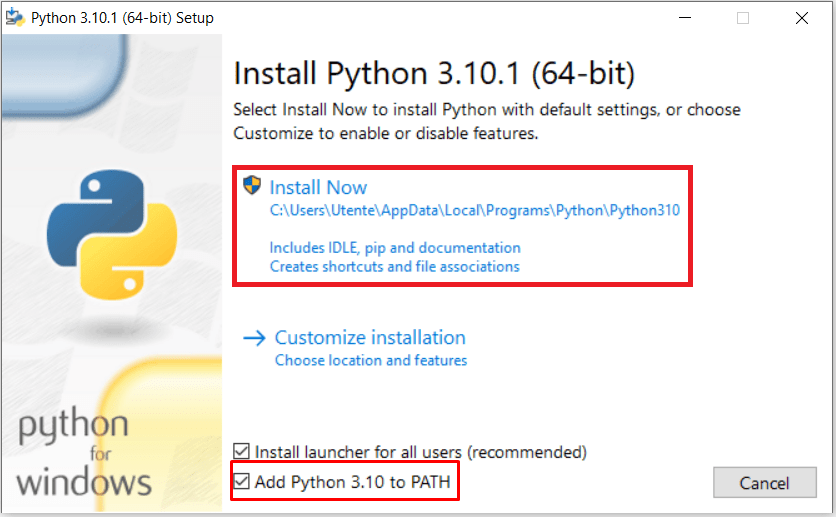 Python 3.10.1 (64-bit) Setup
Install Python 3.10.1 (64-bit)
Select Install Now to install Python with default settings, or choose
Customize to enable or disable features.
Install Now
C:\Users\Utente\AppData\Local\Programs\Python\Python310
Includes IDLE, pip and documentation
Creates shortcuts and file associations
Customize installation
Choose location and features
python
for
windows
Install launcher for all users (recommended)
Add Python 3.10 to PATH
Cancel